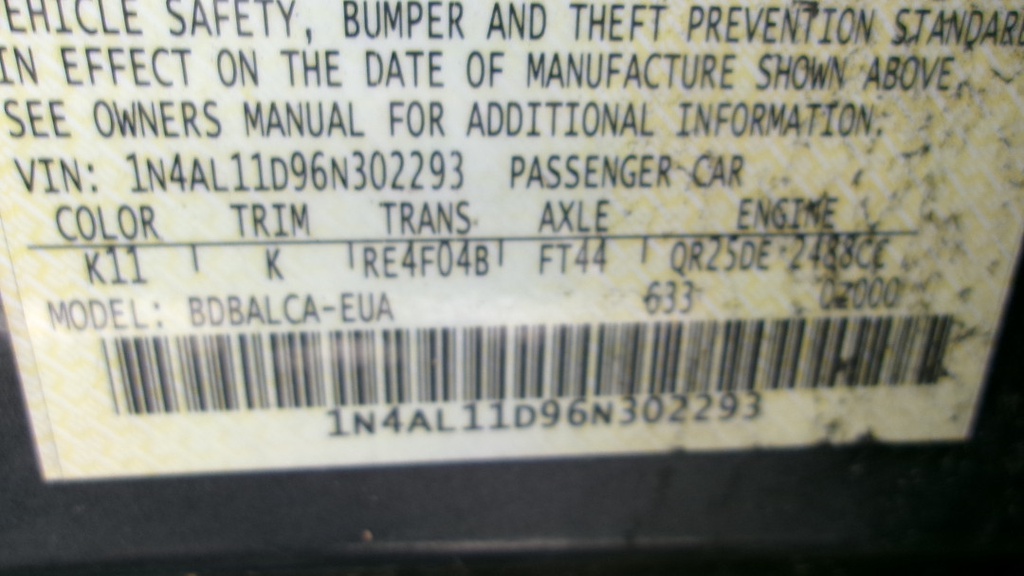 EHICLE SAFETY, BUMPER AND THEFT PREVENTION STANDARD
IN EFFECT ON THE DATE OF MANUFACTURE SHOWN ABOVE,
SEE OWNERS MANUAL FOR ADDITIONAL INFORMATION.
VIN: 1N4AL11D96N302293 PASSENGER CAR
COLOR TRIM TRANS AXLE ENGINE
K11 K RE4F04B FT44 QR25DE 2488CC
MODEL: BDBALCA-EUA 633 0Z000
1N4AL11D96N302293